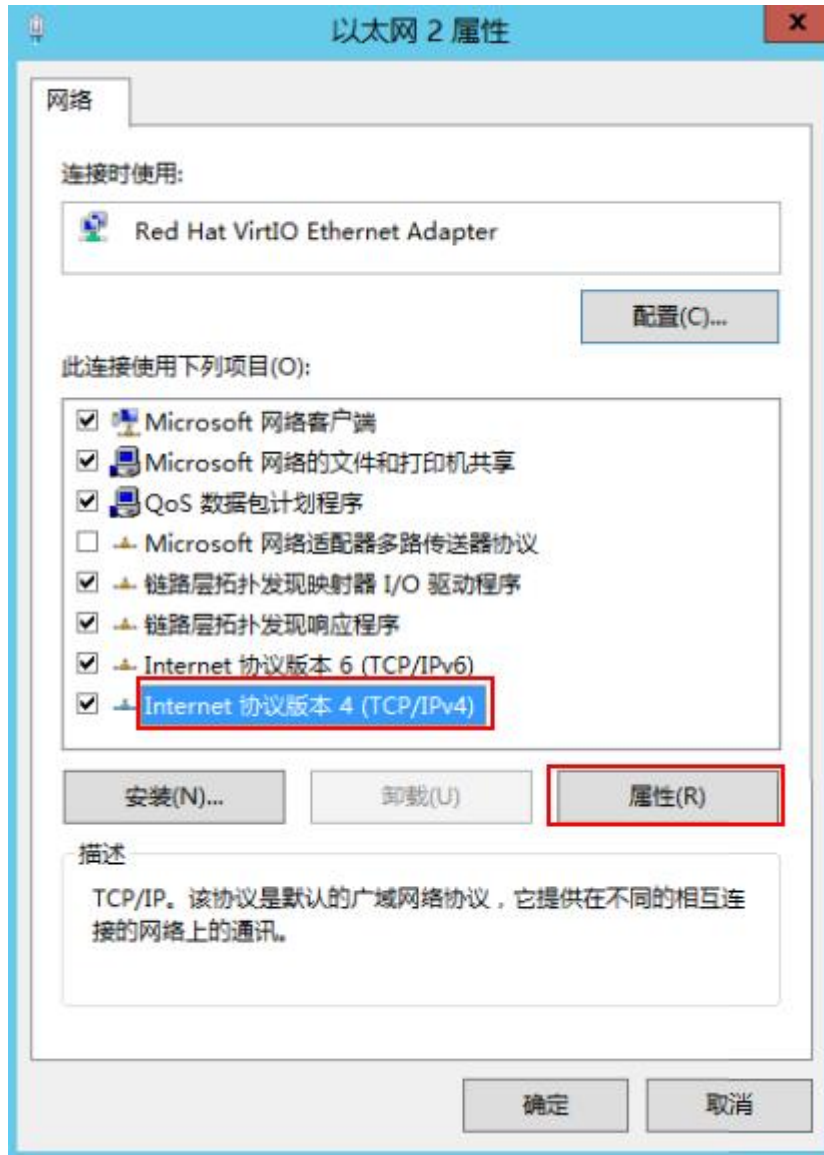 以太网 2 属性
x
网络
连接时使用:
Red Hat VirtIO Ethernet Adapter
配置(C)...
此连接使用下列项目(O):
Microsoft 网络客户端
Microsoft 网络的文件和打印机共享
QoS 数据包计划程序
Microsoft 网络适配器多路传送器协议
链路层拓扑发现映射器 I/O 驱动程序
链路层拓扑发现响应程序
Internet 协议版本 6 (TCP/IPv6)
Internet 协议版本 4 (TCP/IPv4)
安装(N)... 卸载(U) 属性(R)
描述
TCP/IP。该协议是默认的广域网络协议，它提供在不同的相互连
接的网络上的通讯。
确定 取消